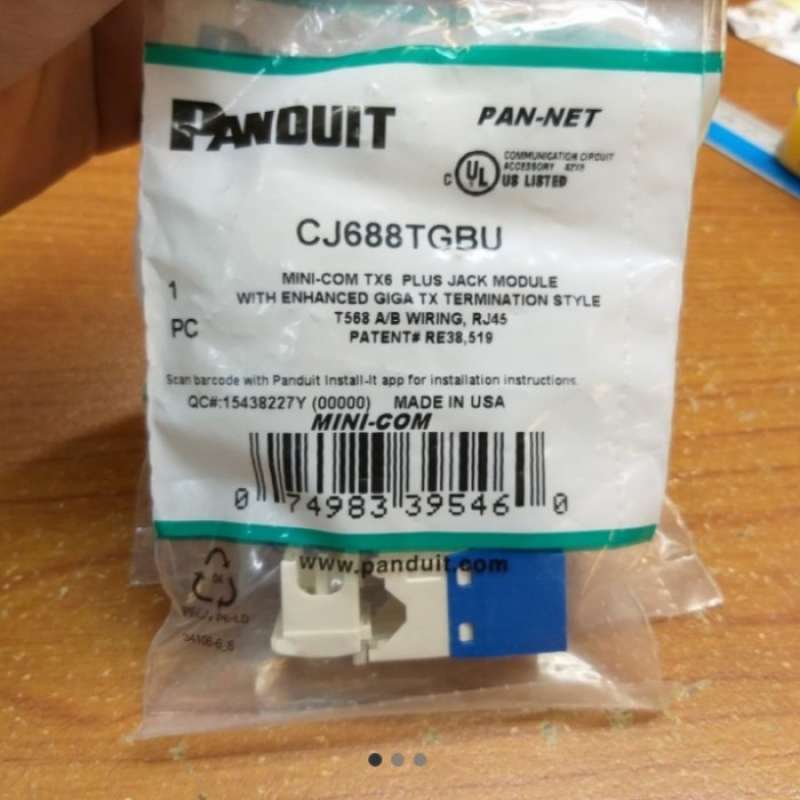 PANDUIT
PAN-NET
COMMUNICATION CIRCUIT
ACCESSORY
C UL US LISTED
CJ688TGBU
1
PC
MINI-COM TX6 PLUS JACK MODULE
WITH ENHANCED GIGA TX TERMINATION STYLE
T568 A/B WIRING, RJ45
PATENT# RE38,519
Scan barcode with Panduit Install-It app for installation instructions.
QC#:15438227Y (00000) MADE IN USA
MINI-COM
0 74983 39546 0
www.panduit.com
04